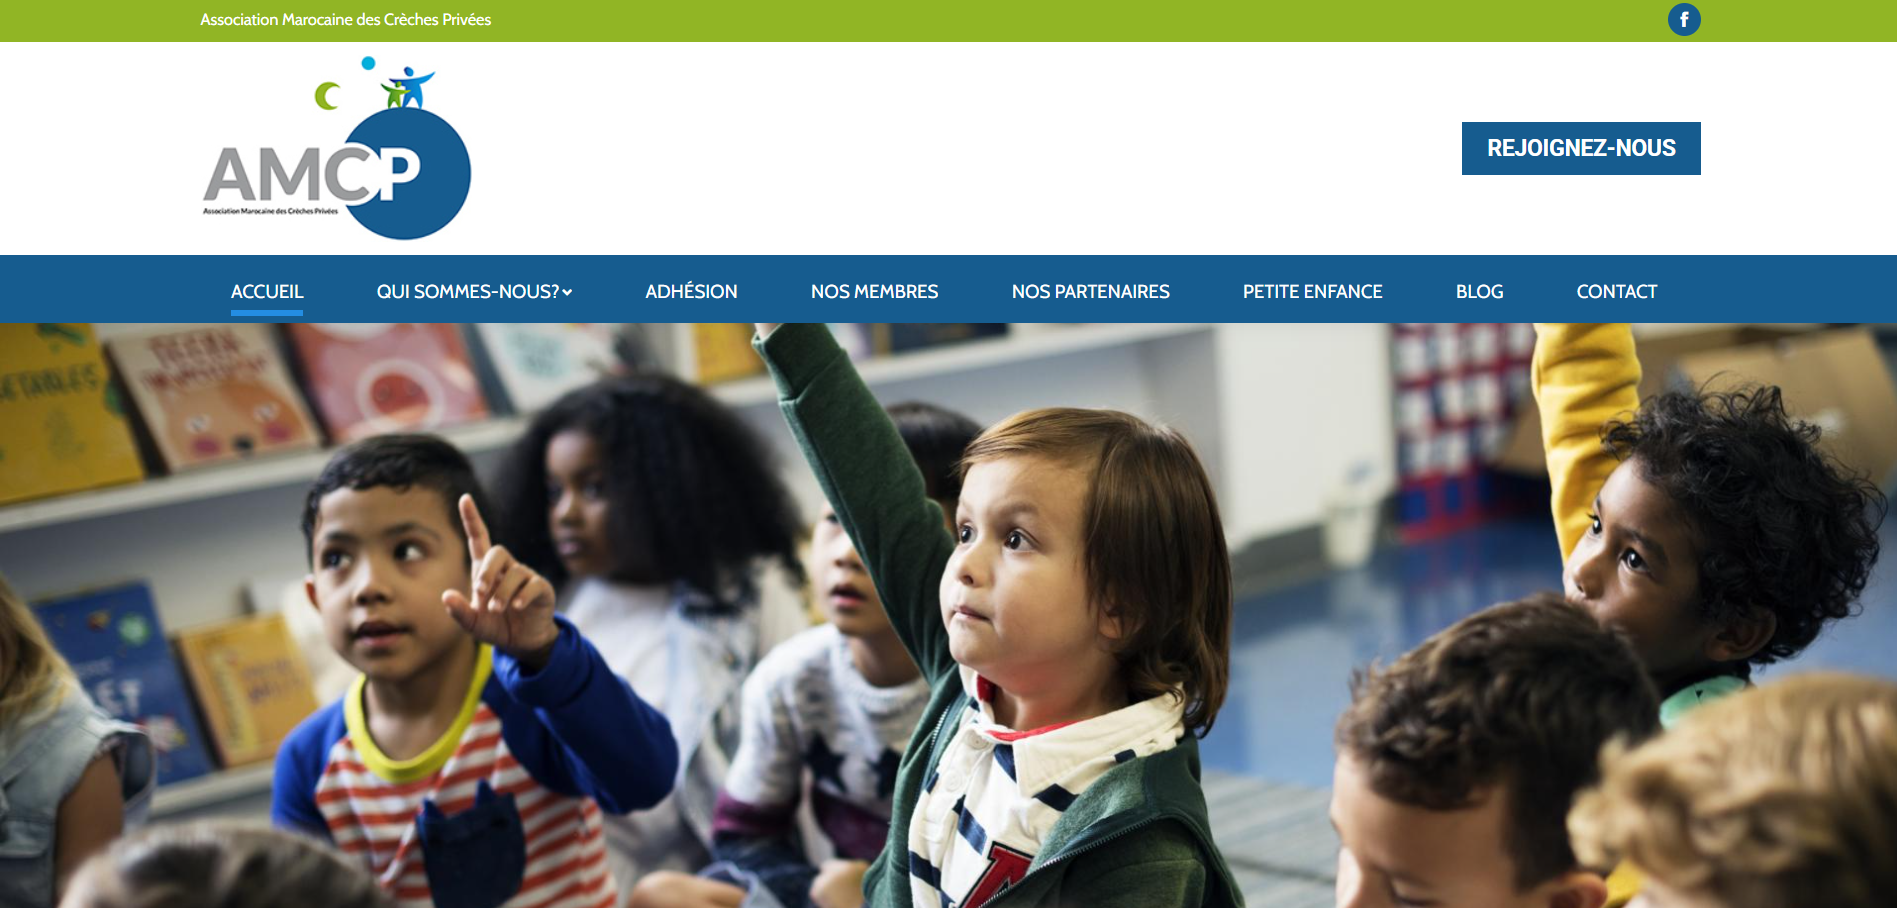 Association Marocaine des Crèches Privées
f
AMCP
Association Marocaine des Crèches Privées
REJOIGNEZ-NOUS
ACCUEIL QUI SOMMES-NOUS? ADHÉSION NOS MEMBRES NOS PARTENAIRES PETITE ENFANCE BLOG CONTACT